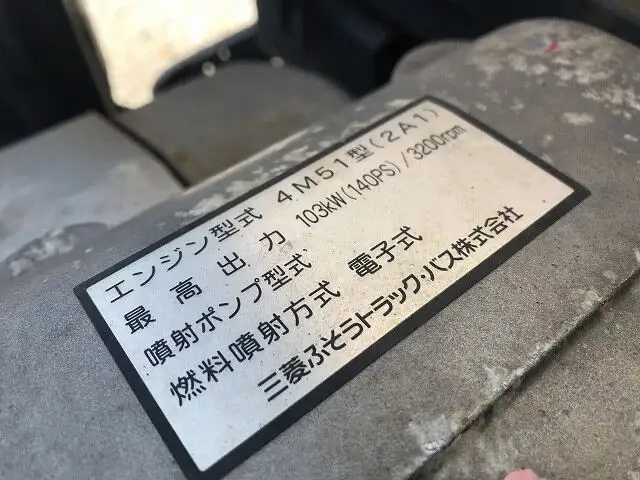 エンジン型式 4M51型(2A1)
最高出力 103kW(140PS)/3200rpm
噴射ポンプ型式
燃料噴射方式 電子式
三菱ふそうトラック・バス株式会社